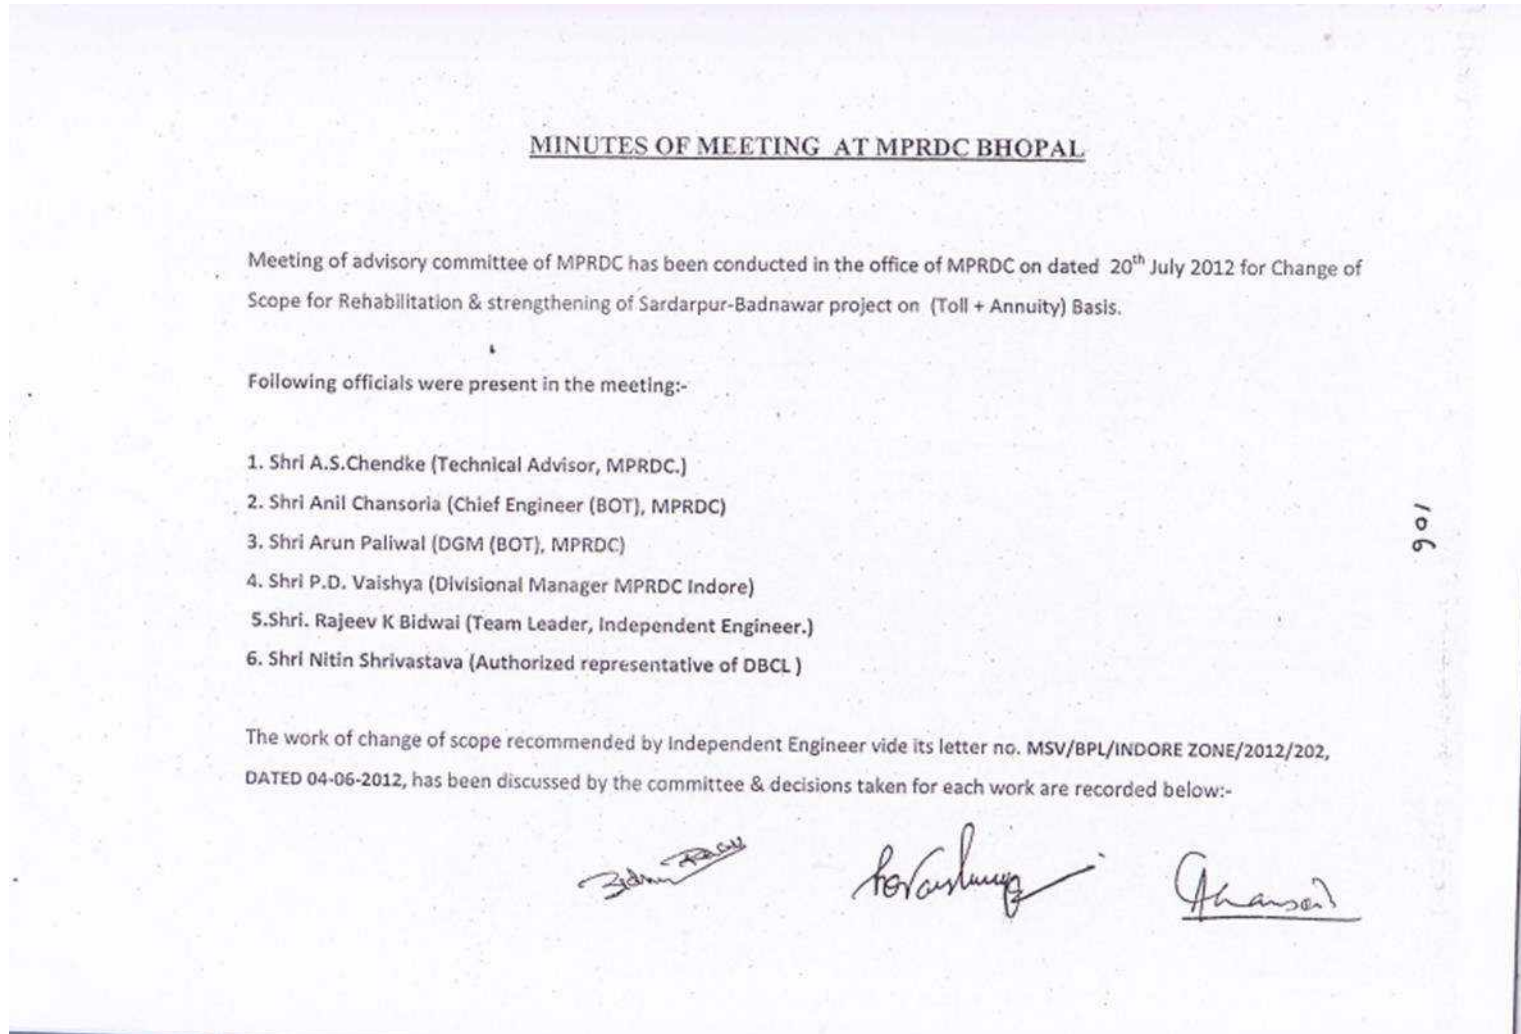 MINUTES OF MEETING AT MPRDC BHOPAL
Meeting of advisory committee of MPRDC has been conducted in the office of MPRDC on dated 20th July 2012 for Change of
Scope for Rehabilitation & strengthening of Sardarpur-Badnawar project on (Toll + Annuity) Basis.
Following officials were present in the meeting:-
1. Shri A.S.Chendke (Technical Advisor, MPRDC.)
2. Shri Anil Chansoria (Chief Engineer (BOT), MPRDC)
3. Shri Arun Paliwal (DGM (BOT), MPRDC)
4. Shri P.D. Vaishya (Divisional Manager MPRDC Indore)
5.Shri. Rajeev K Bidwai (Team Leader, Independent Engineer.)
6. Shri Nitin Shrivastava (Authorized representative of DBCL )
106
The work of change of scope recommended by Independent Engineer vide its letter no. MSV/BPL/INDORE ZONE/2012/202,
DATED 04-06-2012, has been discussed by the committee & decisions taken for each work are recorded below:-